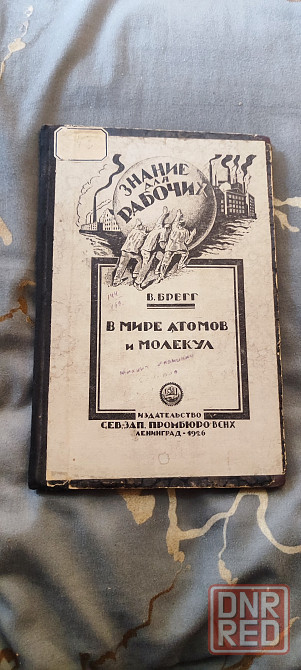 ЗНАНИЕ
ДЛЯ
РАБОЧИХ
В. БРЕГГ
В МИРЕ АТОМОВ
и МОЛЕКУЛ
ИЗДАТЕЛЬСТВО
СЕВ.-ЗАП. ПРОМБЮРО ВСНХ
ЛЕНИНГРАД • 1926
DNR
RED